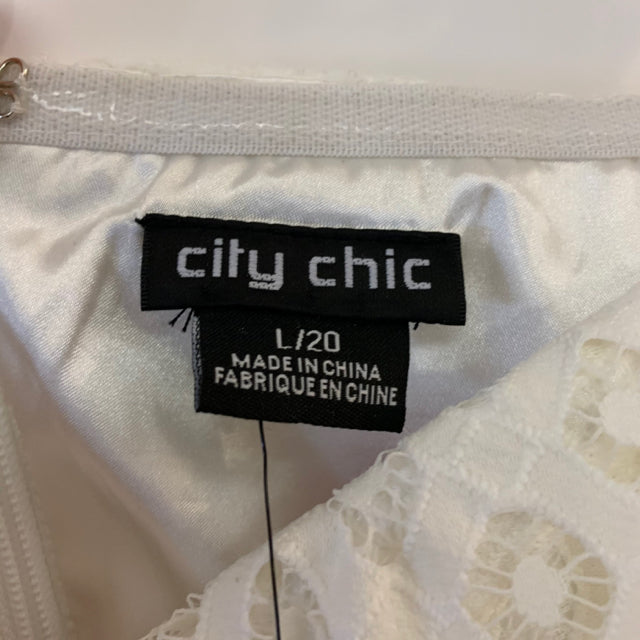 city chic
L/20
MADE IN CHINA
FABRIQUE EN CHINE